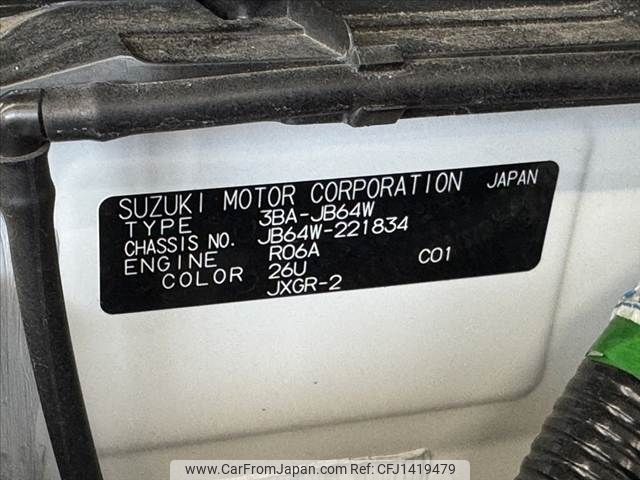 SUZUKI MOTOR CORPORATION JAPAN
TYPE 3BA-JB64W
CHASSIS NO. JB64W-221834
ENGINE R06A C01
COLOR 26U
JXGR-2
www.CarFromJapan.com Ref:CFJ1419479